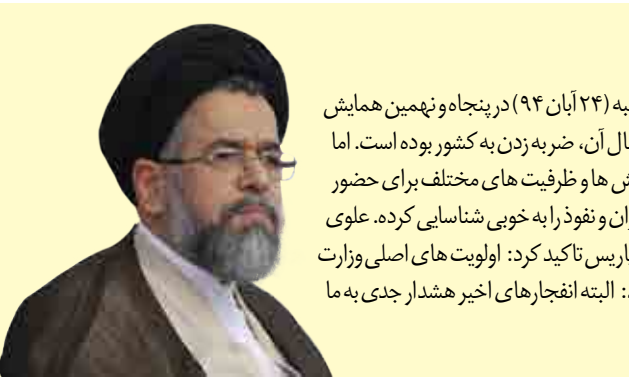 به (۲۴ آبان ۹۴) در پنجاه و نهمین همایش
ال آن، ضربه زدن به کشور بوده است. اما
ش ها و ظرفیت های مختلف برای حضور
ران و نفوذ را به خوبی شناسایی کرده. علوی
اریس تاکید کرد: اولویت های اصلی وزارت
: البته انفجارهای اخیر هشدار جدی به ما